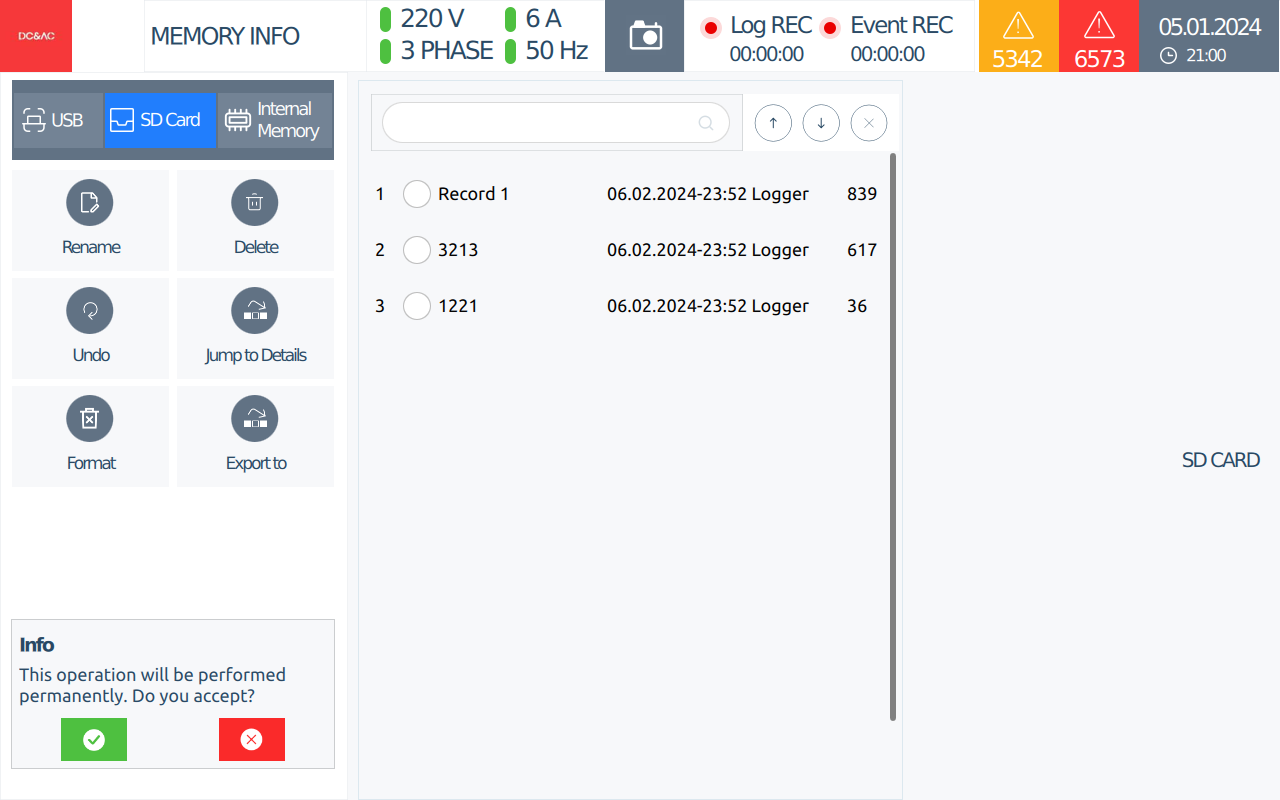 DC&AC
MEMORY INFO
220 V
6 A
3 PHASE
50 Hz
Log REC
00:00:00
Event REC
00:00:00
5342
6573
05.01.2024
21:00
USB
SD Card
Internal
Memory
Rename
Delete
Undo
Jump to Details
Format
Export to
Info
This operation will be performed
permanently. Do you accept?
1 Record 1 06.02.2024-23:52 Logger 839
2 3213 06.02.2024-23:52 Logger 617
3 1221 06.02.2024-23:52 Logger 36
SD CARD